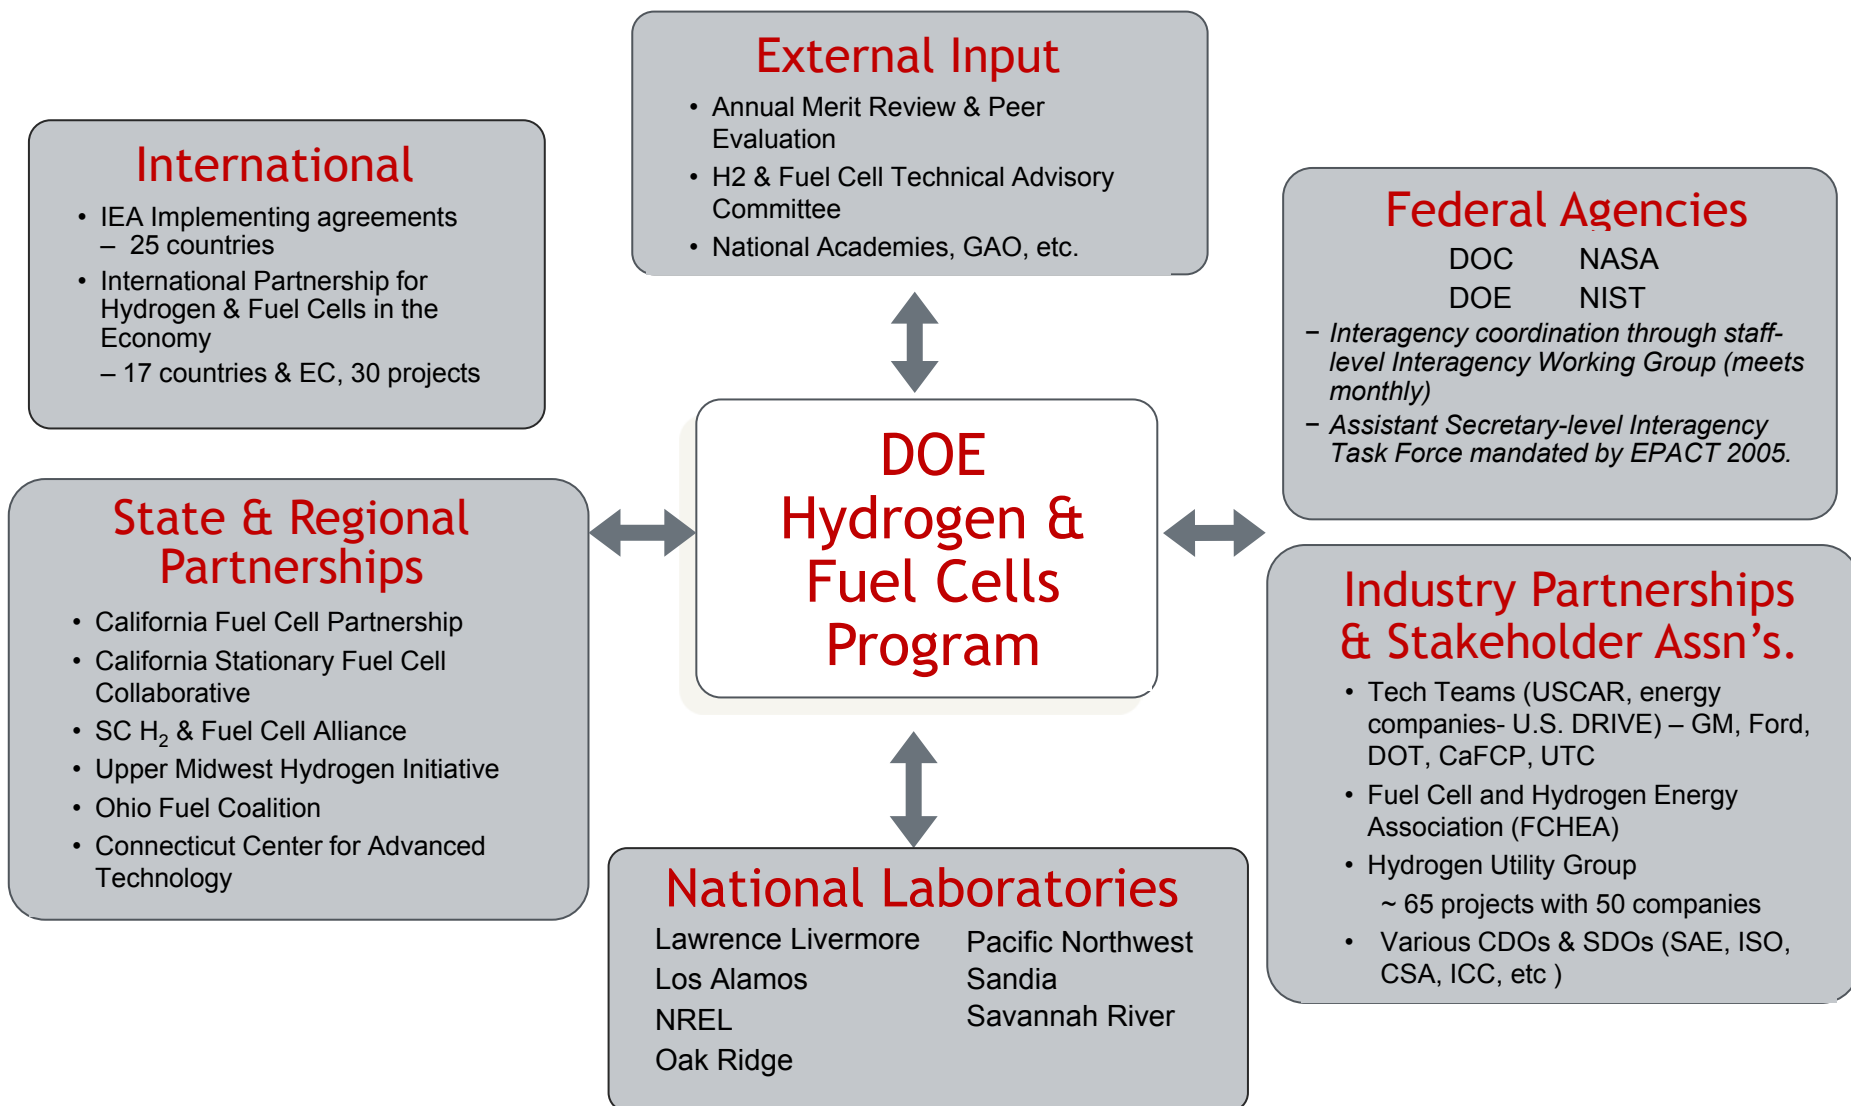 External Input
• Annual Merit Review & Peer
Evaluation
• H2 & Fuel Cell Technical Advisory
Committee
• National Academies, GAO, etc.
International
• IEA Implementing agreements
– 25 countries
• International Partnership for
Hydrogen & Fuel Cells in the
Economy
– 17 countries & EC, 30 projects
Federal Agencies
DOC NASA
DOE NIST
− Interagency coordination through staff-
level Interagency Working Group (meets
monthly)
− Assistant Secretary-level Interagency
Task Force mandated by EPACT 2005.
DOE
Hydrogen &
Fuel Cells
Program
State & Regional
Partnerships
• California Fuel Cell Partnership
• California Stationary Fuel Cell
Collaborative
• SC H₂ & Fuel Cell Alliance
• Upper Midwest Hydrogen Initiative
• Ohio Fuel Coalition
• Connecticut Center for Advanced
Technology
Industry Partnerships
& Stakeholder Assn’s.
• Tech Teams (USCAR, energy
companies- U.S. DRIVE) – GM, Ford,
DOT, CaFCP, UTC
• Fuel Cell and Hydrogen Energy
Association (FCHEA)
• Hydrogen Utility Group
~ 65 projects with 50 companies
• Various CDOs & SDOs (SAE, ISO,
CSA, ICC, etc )
National Laboratories
Lawrence Livermore
Los Alamos
NREL
Oak Ridge
Pacific Northwest
Sandia
Savannah River